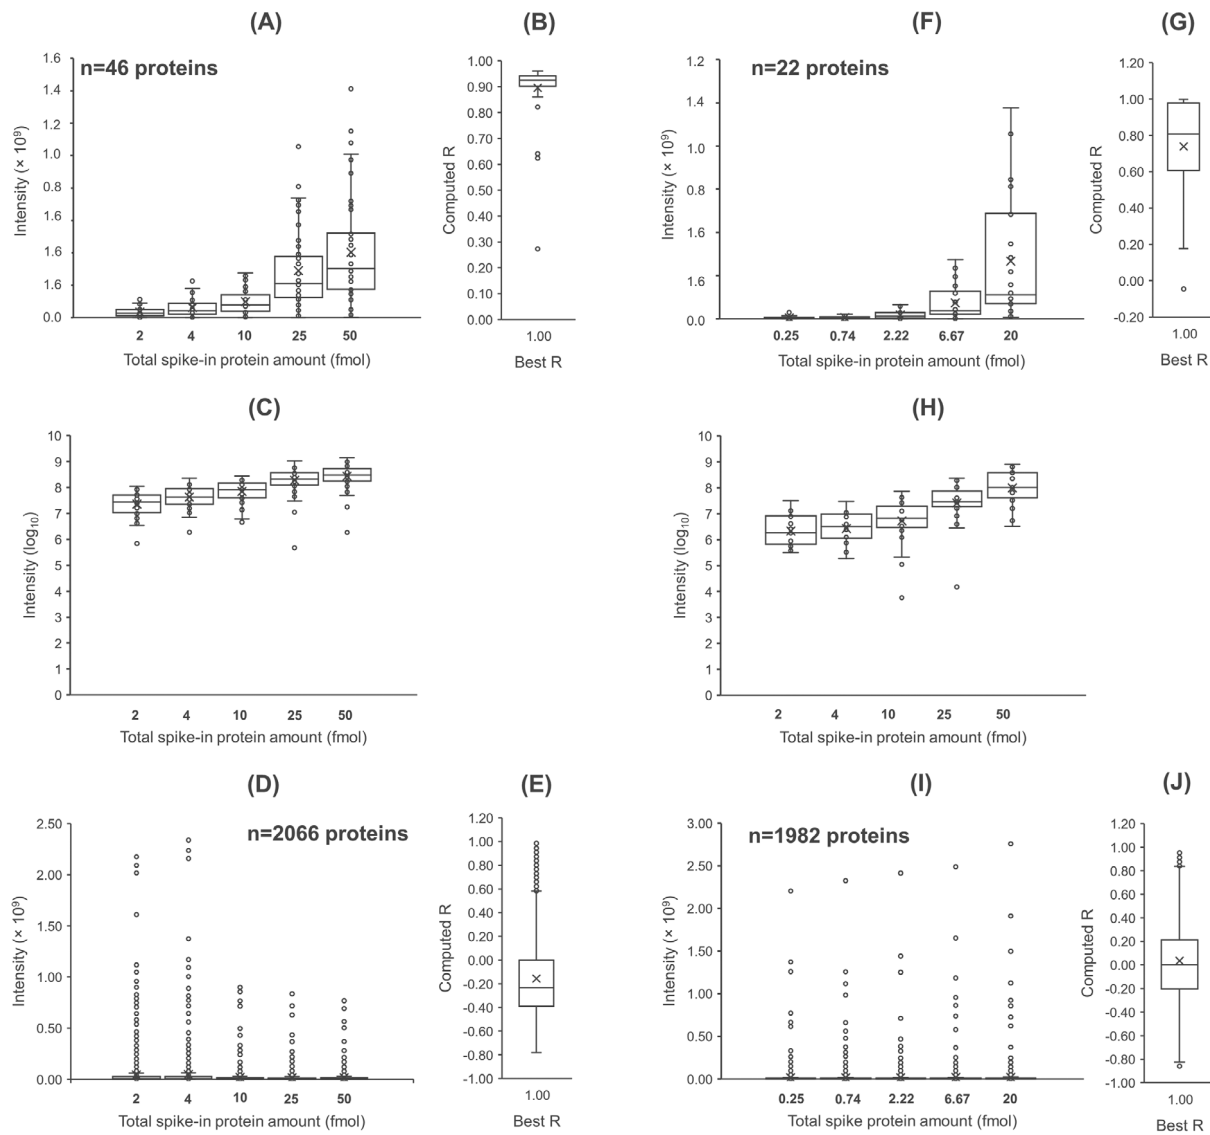 (A)
n=46 proteins
Intensity (× 10⁹)
1.6
1.4
1.2
1.6
1.6
1.6
1.6
1.6
0.0
2 4 10 25 50
Total spike-in protein amount (fmol)
(B)
Computed R
1.00
0.90
0.80
0.70
0.60
0.50
0.40
0.30
0.20
0.10
0.00
1.00
Best R
(F)
n=22 proteins
Intensity (× 10⁹)
1.2
1.4
1.0
0.8
1.6
1.6
0.0
0.25 0.74 2.22 6.67 20
Total spike-in protein amount (fmol)
(G)
Computed R
1.20
1.00
0.80
0.60
0.40
0.20
0.00
-0.20
1.00
Best R
(C)
Intensity (log₁₀)
10
9
8
7
6
5
4
3
2
1
0
2 4 10 25 50
Total spike-in protein amount (fmol)
(H)
Intensity (log₁₀)
10
9
8
7
6
5
4
3
2
1
0
2 4 10 25 50
Total spike-in protein amount (fmol)
(D)
n=2066 proteins
Intensity (× 10⁹)
2.50
2.00
1.50
1.00
0.50
0.00
2 4 10 25 50
Total spike-in protein amount (fmol)
(E)
Computed R
1.20
1.00
0.80
0.60
0.40
0.20
0.00
-0.20
-0.40
-0.60
-0.80
-1.00
1.00
Best R
(I)
n=1982 proteins
Intensity (× 10⁹)
3.00
2.50
2.00
1.50
1.00
0.50
0.00
0.25 0.74 2.22 6.67 20
Total spike protein amount (fmol)
(J)
Computed R
1.20
1.00
0.80
0.60
0.40
0.20
0.00
-0.20
-0.40
-0.60
-0.80
-1.00
1.00
Best R